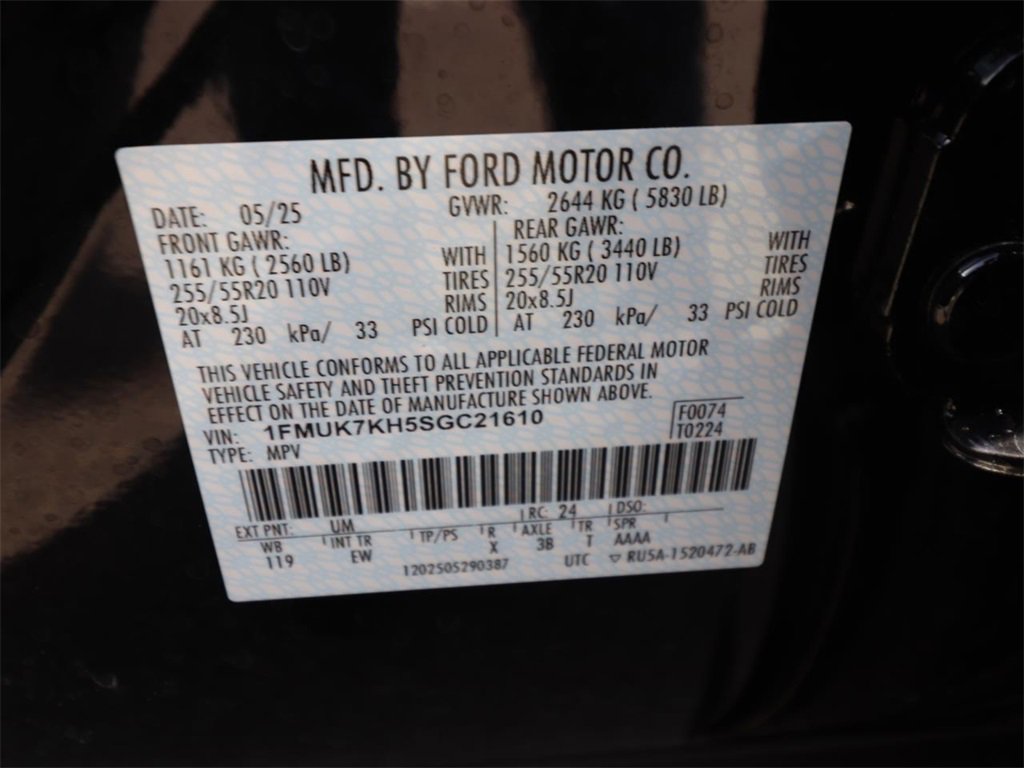 MFD. BY FORD MOTOR CO.
DATE: 05/25 GVWR: 2644 KG ( 5830 LB)
FRONT GAWR: REAR GAWR:
1161 KG ( 2560 LB) WITH 1560 KG ( 3440 LB) WITH
255/55R20 110V TIRES 255/55R20 110V TIRES
20x8.5J RIMS 20x8.5J RIMS
AT 230 kPa/ 33 PSI COLD AT 230 kPa/ 33 PSI COLD
THIS VEHICLE CONFORMS TO ALL APPLICABLE FEDERAL MOTOR
VEHICLE SAFETY AND THEFT PREVENTION STANDARDS IN
EFFECT ON THE DATE OF MANUFACTURE SHOWN ABOVE.
VIN: 1FMUK7KH5SGC21610 F0074
TYPE: MPV T0224
EXT PNT: UM RC: 24 DSO:
WB INT TR TP/PS R AXLE TR SPR
119 EW X 3B T AAAA
1202505290387 UTC ▽ RU5A-1520472-AB